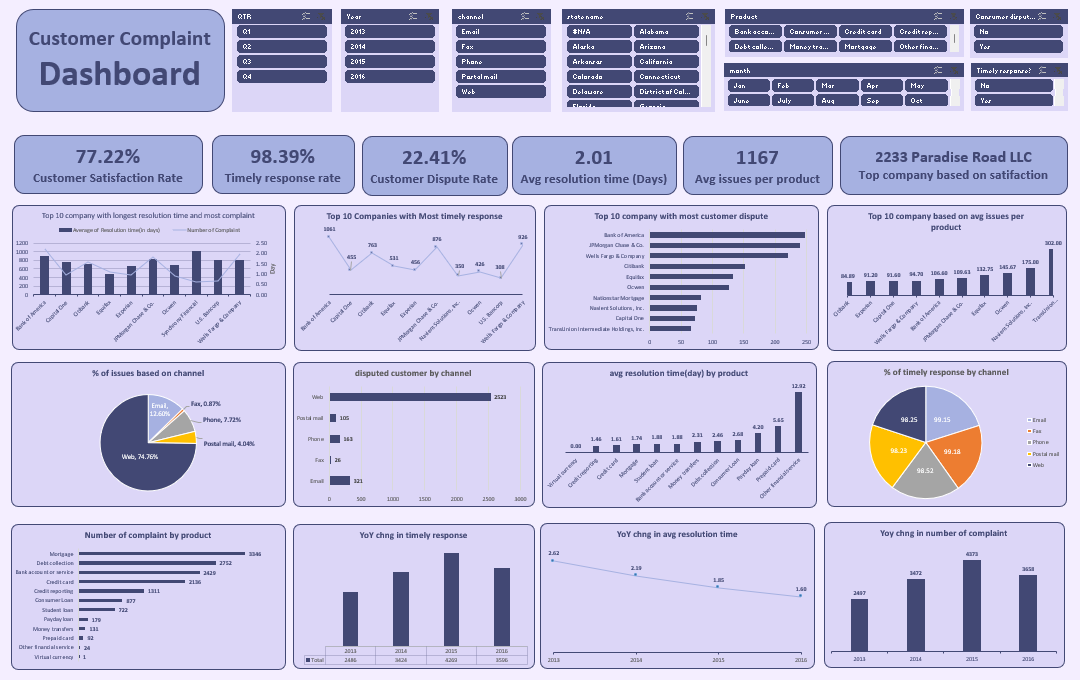 Customer Complaint
Dashboard
QTR
Q1
Q2
Q3
Q4
Year
2013
2014
2015
2016
channel
Email
Fax
Phone
Postal mail
Web
state name
#N/A Alabama
Alaska Arizona
Arkansas California
Colorado Connecticut
Delaware District of Col...
Florida Georgia
Product
Bank acco... Consumer ... Credit card Credit rep...
Debt colle... Money tra... Mortgage Other fina...
month
Jan Feb Mar Apr May
June July Aug Sep Oct
Consumer disput...
No
Yes
Timely response?
No
Yes
77.22%
Customer Satisfaction Rate
98.39%
Timely response rate
22.41%
Customer Dispute Rate
2.01
Avg resolution time (Days)
1167
Avg issues per product
2233 Paradise Road LLC
Top company based on satifaction
Top 10 company with longest resolution time and most complaint
Average of Resolution time(in days) Number of Complaint
1200
1000
800
600
400
200
0
2.50
2.00
1.50
1.00
0.50
0.00
Day
Bank of America
Capital One
Citibank
Equifax
Experian
JPMorgan Chase & Co.
Ocwen
Synchrony Financial
U.S. Bancorp
Wells Fargo & Company
Top 10 Companies with Most timely response
1061
455
763
531
456
876
350
426
308
926
Bank of America
Capital One
Citibank
Equifax
Experian
JPMorgan Chase & Co.
Navient Solutions, Inc.
Ocwen
U.S. Bancorp
Wells Fargo & Company
Top 10 company with most customer dispute
Bank of America
JPMorgan Chase & Co.
Wells Fargo & Company
Citibank
Equifax
Ocwen
Nationstar Mortgage
Navient Solutions, Inc.
Capital One
TransUnion Intermediate Holdings, Inc.
0 50 100 150 200 250
Top 10 company based on avg issues per
product
84.89
91.20
91.60
94.70
106.60
109.63
132.75
145.67
175.00
302.00
Citibank
Experian
Capital One
Wells Fargo & Company
Bank of America
JPMorgan Chase & Co.
Equifax
Ocwen
Navient Solutions, Inc.
TransUnion...
% of issues based on channel
Email,
12.60%
Fax, 0.87%
Phone, 7.72%
Postal mail, 4.04%
Web, 74.76%
disputed customer by channel
Web 2523
Postal mail 105
Phone 163
Fax 26
Email 321
0 500 1000 1500 2000 2500 3000
avg resolution time(day) by product
0.00
1.46
1.61
1.74
1.88
1.88
2.31
2.46
2.68
4.20
5.65
12.92
Virtual currency
Credit reporting
Credit card
Mortgage
Student loan
Bank account or service
Money transfers
Debt collection
Consumer Loan
Payday loan
Prepaid card
Other financial service
% of timely response by channel
98.25
99.15
98.23
99.18
98.52
Email
Fax
Phone
Postal mail
Web
Number of complaint by product
Mortgage 3346
Debt collection 2752
Bank account or service 2429
Credit card 2136
Credit reporting 1311
Consumer Loan 877
Student loan 722
Payday loan 179
Money transfers 131
Prepaid card 92
Other financial service 24
Virtual currency 1
YoY chng in timely response
2013 2014 2015 2016
Total 2486 3424 4269 3596
YoY chng in avg resolution time
2.62
2.19
1.85
1.60
2013 2014 2015 2016
Yoy chng in number of complaint
2497
3472
4373
3658
2013 2014 2015 2016